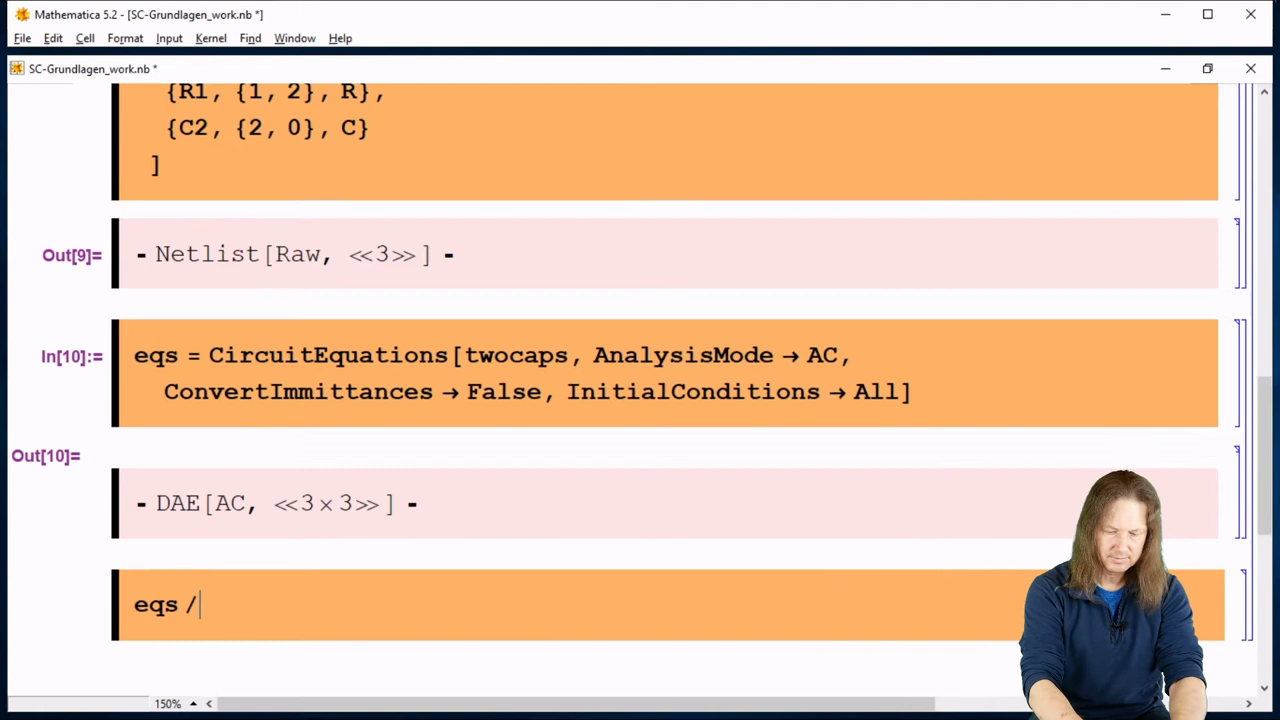 Mathematica 5.2 - [SC-Grundlagen_work.nb *]
File Edit Cell Format Input Kernel Find Window Help
SC-Grundlagen_work.nb *
{R1, {1, 2}, R},
{C2, {2, 0}, C}
]
Out[9]= - Netlist[Raw, ≪3≫] -
In[10]:= eqs = CircuitEquations[twocaps, AnalysisMode → AC,
ConvertImmittances → False, InitialConditions → All]
Out[10]=
- DAE[AC, ≪3×3≫] -
eqs /
150%